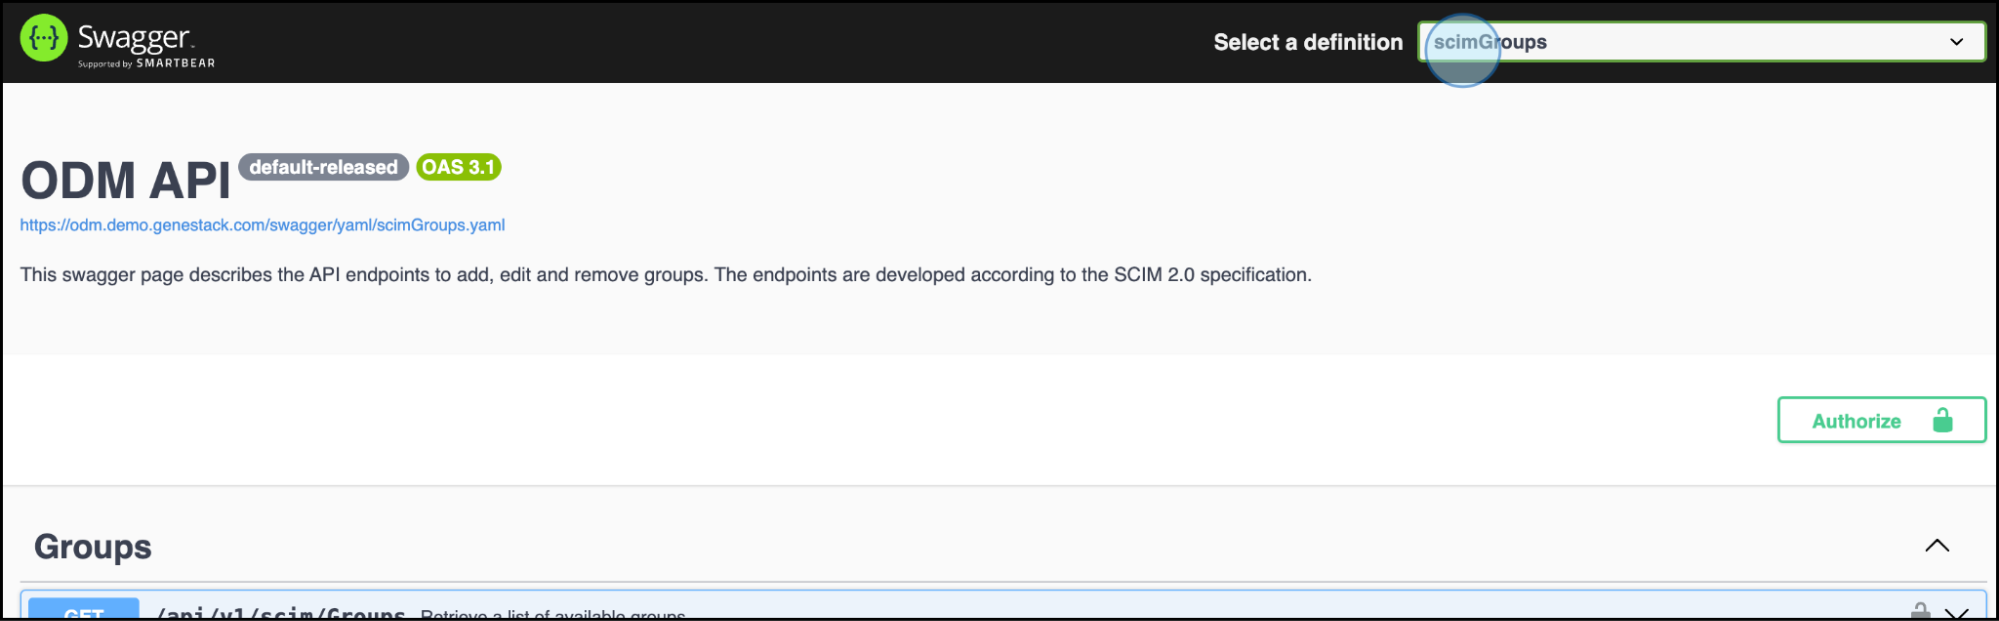 Swagger.
Supported by SMARTBEAR
Select a definition
scimGroups
ODM API default-released OAS 3.1
https://odm.demo.genestack.com/swagger/yaml/scimGroups.yaml
This swagger page describes the API endpoints to add, edit and remove groups. The endpoints are developed according to the SCIM 2.0 specification.
Authorize
Groups
GET /api/v1/scim/Groups Retrieve a list of available groups